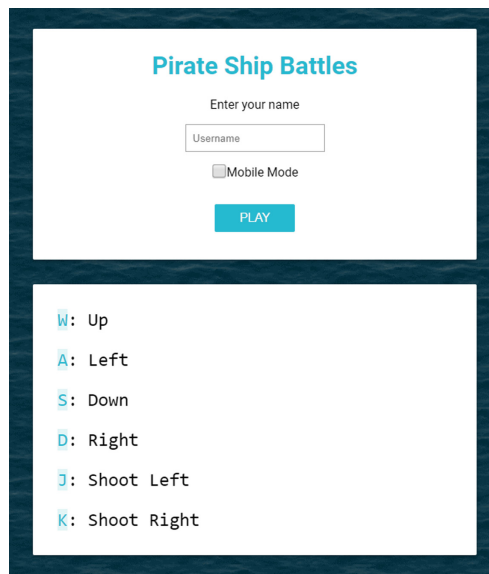 Pirate Ship Battles
Enter your name
Username
Mobile Mode
PLAY
W: Up
A: Left
S: Down
D: Right
J: Shoot Left
K: Shoot Right